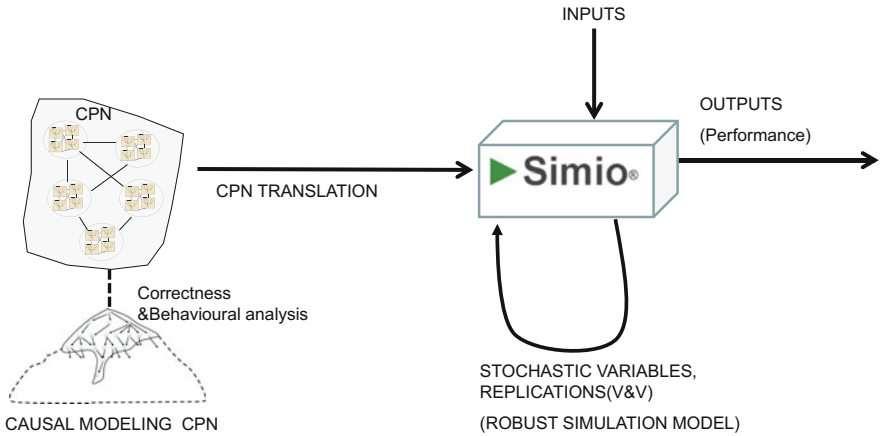 INPUTS
CPN
OUTPUTS
(Performance)
Simio®
CPN TRANSLATION
Correctness
&Behavioural analysis
STOCHASTIC VARIABLES,
REPLICATIONS(V&V)
(ROBUST SIMULATION MODEL)
CAUSAL MODELING CPN